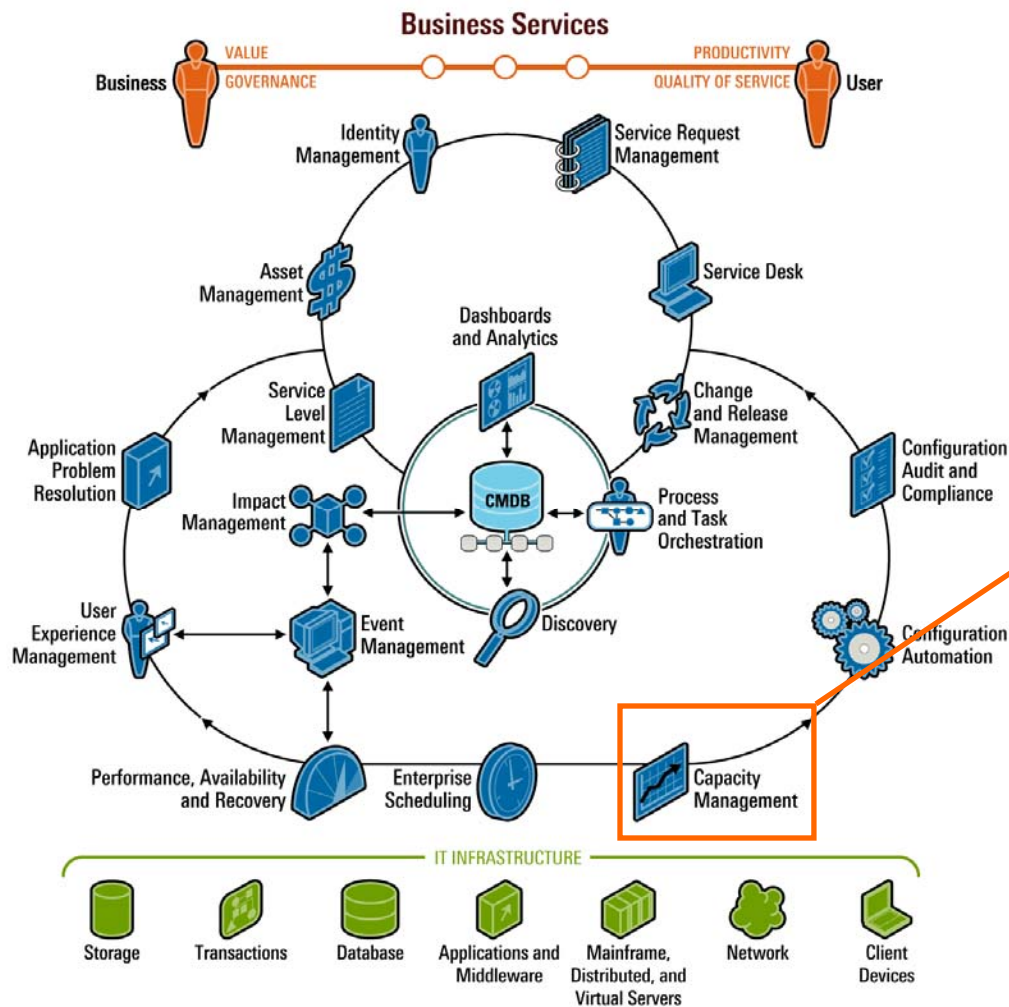 Business Services
VALUE
PRODUCTIVITY
Business
User
GOVERNANCE
QUALITY OF SERVICE
Identity
Management
Service Request
Management
Asset
Management
Service Desk
Dashboards
and Analytics
Service
Level
Management
Change
and Release
Management
Application
Problem
Resolution
Configuration
Audit and
Compliance
Impact
Management
CMDB
Process
and Task
Orchestration
User
Experience
Management
Event
Management
Discovery
Configuration
Automation
Performance, Availability
and Recovery
Enterprise
Scheduling
Capacity
Management
IT INFRASTRUCTURE
Storage
Transactions
Database
Applications and
Middleware
Mainframe,
Distributed, and
Virtual Servers
Network
Client
Devices